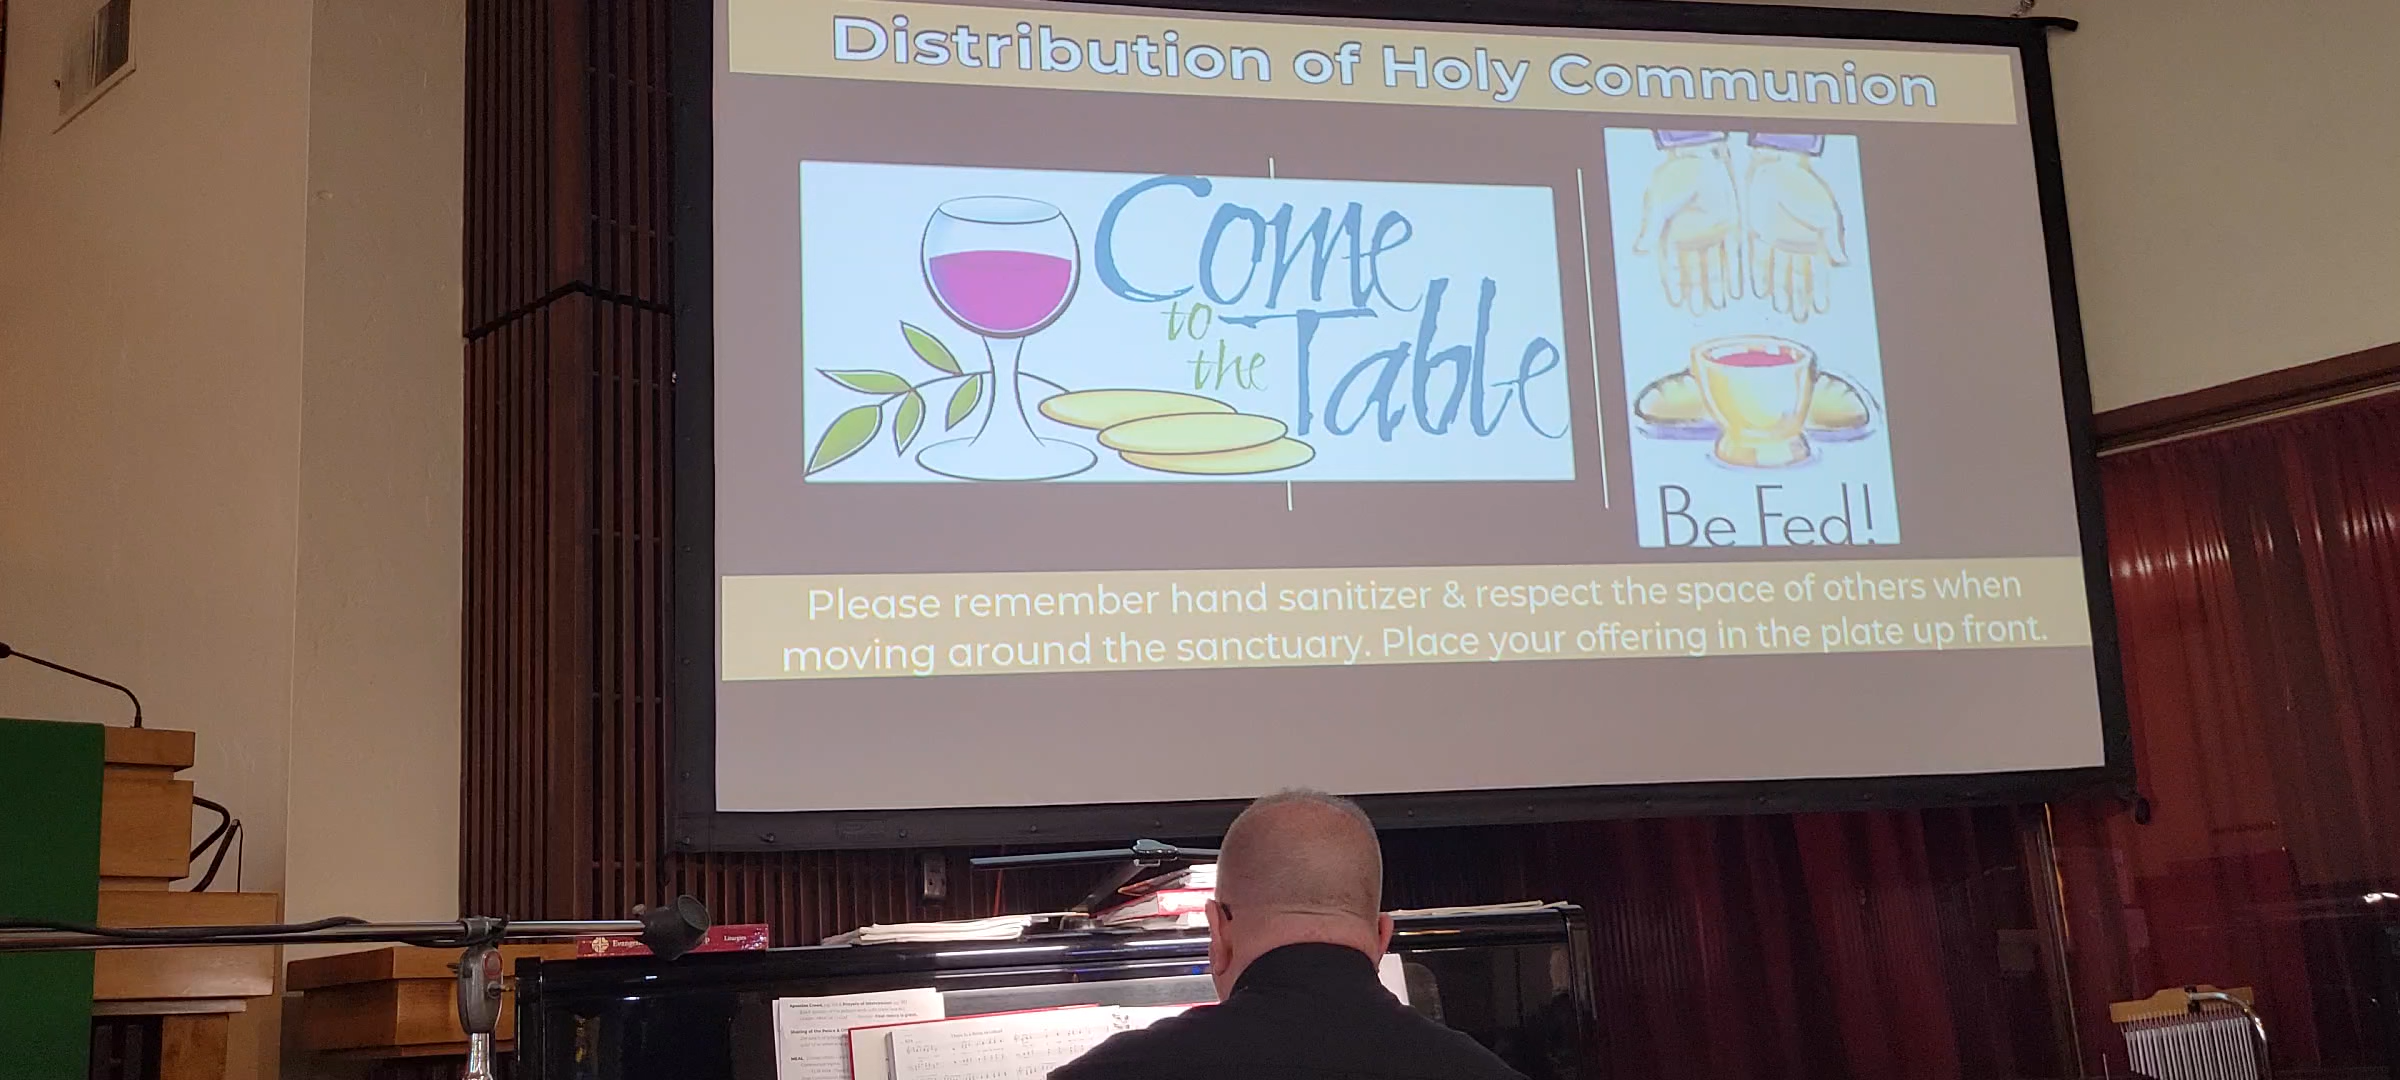 Distribution of Holy Communion
Come
to
the
Table
Be Fed!
Please remember hand sanitizer & respect the space of others when
moving around the sanctuary. Place your offering in the plate up front.
Liturgies